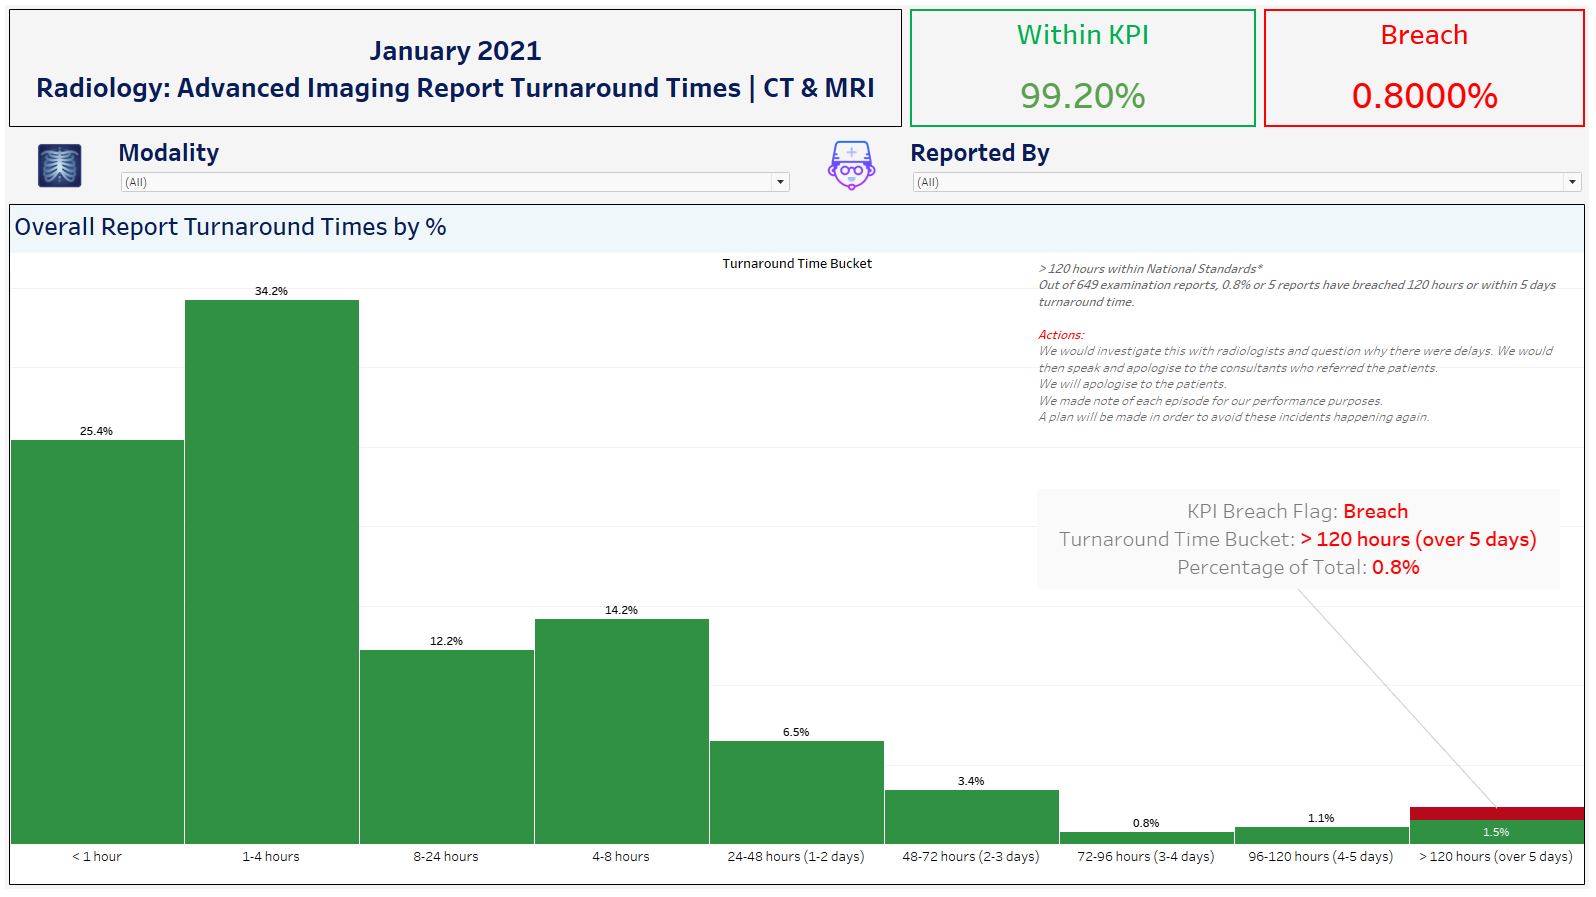 January 2021
Radiology: Advanced Imaging Report Turnaround Times | CT & MRI
Within KPI
99.20%
Breach
0.8000%
Modality
(All)
Reported By
(All)
Overall Report Turnaround Times by %
Turnaround Time Bucket
> 120 hours within National Standards*
Out of 649 examination reports, 0.8% or 5 reports have breached 120 hours or within 5 days
turnaround time.
Actions:
We would investigate this with radiologists and question why there were delays. We would
then speak and apologise to the consultants who referred the patients.
We will apologise to the patients.
We made note of each episode for our performance purposes.
A plan will be made in order to avoid these incidents happening again.
KPI Breach Flag: Breach
Turnaround Time Bucket: > 120 hours (over 5 days)
Percentage of Total: 0.8%
25.4%
34.2%
12.2%
14.2%
6.5%
3.4%
0.8%
1.1%
1.5%
< 1 hour
1-4 hours
8-24 hours
4-8 hours
24-48 hours (1-2 days)
48-72 hours (2-3 days)
72-96 hours (3-4 days)
96-120 hours (4-5 days)
> 120 hours (over 5 days)